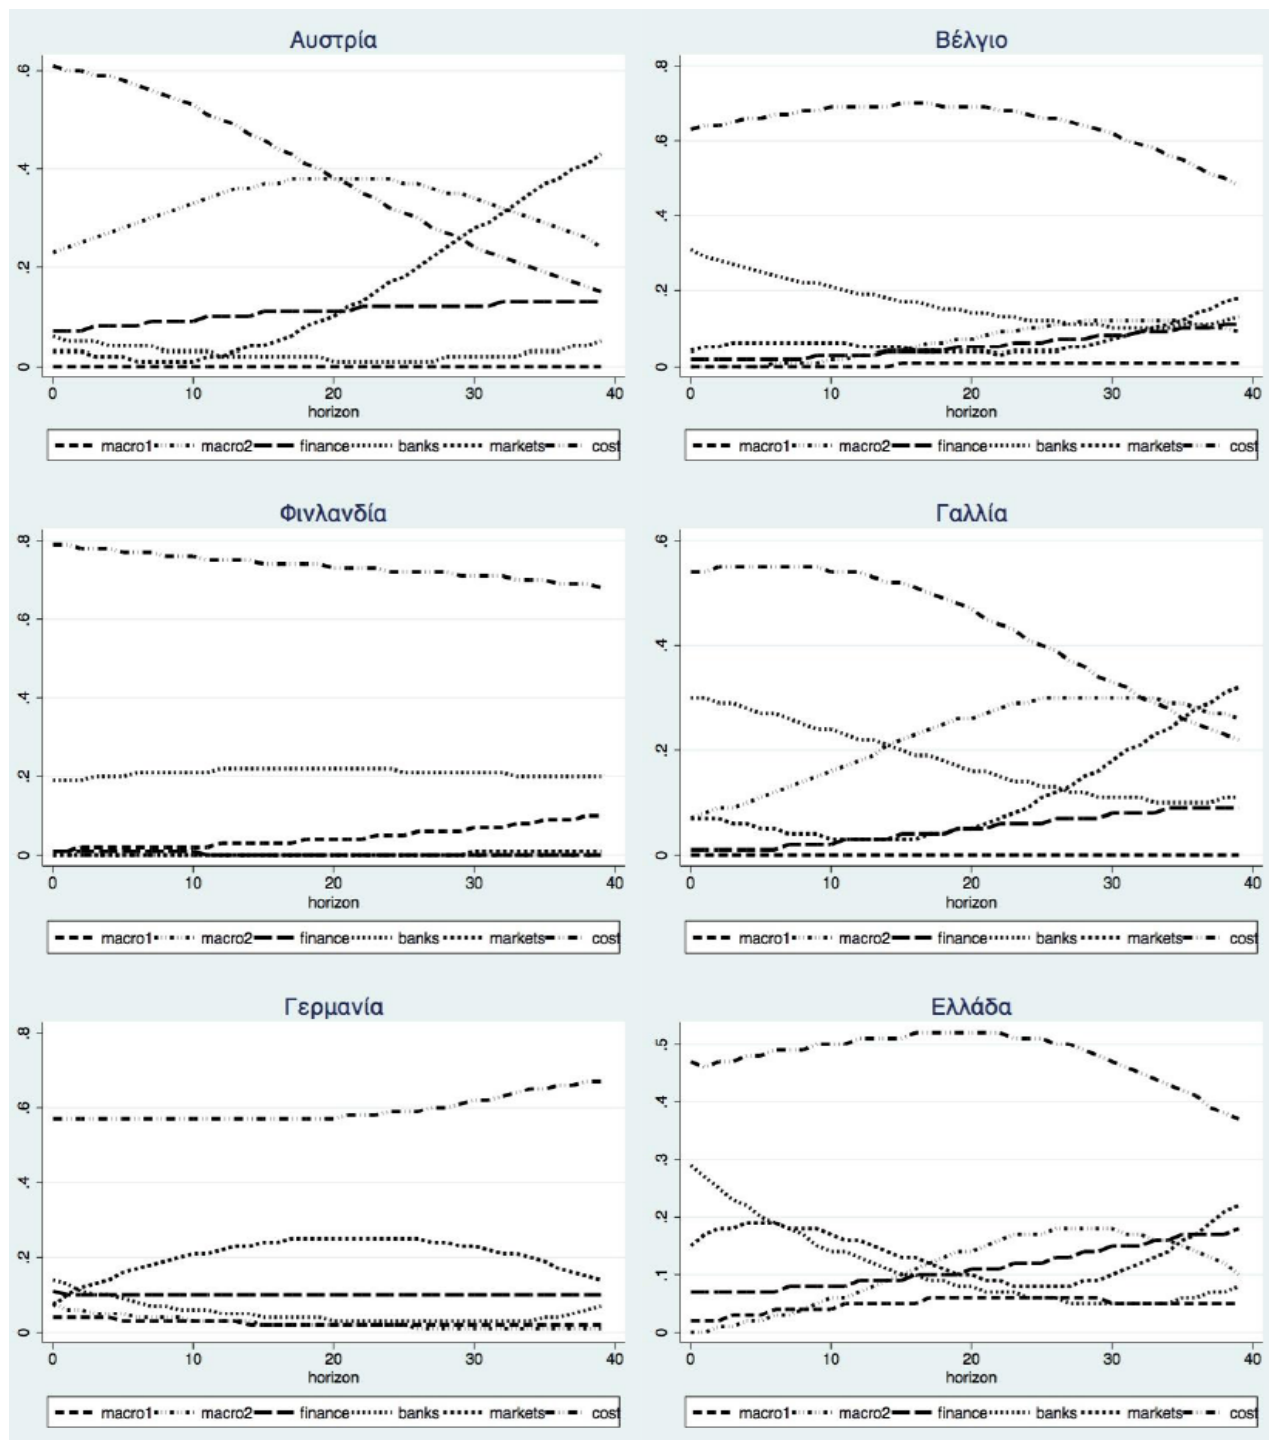 Αυστρία
.6
.4
.2
0
0 10 20 30 40
horizon
macro1 macro2 finance banks markets cost
Βέλγιο
.8
.6
.4
.2
0
0 10 20 30 40
horizon
macro1 macro2 finance banks markets cost
Φινλανδία
.8
.6
.4
.2
0
0 10 20 30 40
horizon
macro1 macro2 finance banks markets cost
Γαλλία
.6
.4
.2
0
0 10 20 30 40
horizon
macro1 macro2 finance banks markets cost
Γερμανία
.8
.6
.4
.2
0
0 10 20 30 40
horizon
macro1 macro2 finance banks markets cost
Ελλάδα
.5
.4
.3
.2
.1
0
0 10 20 30 40
horizon
macro1 macro2 finance banks markets cost